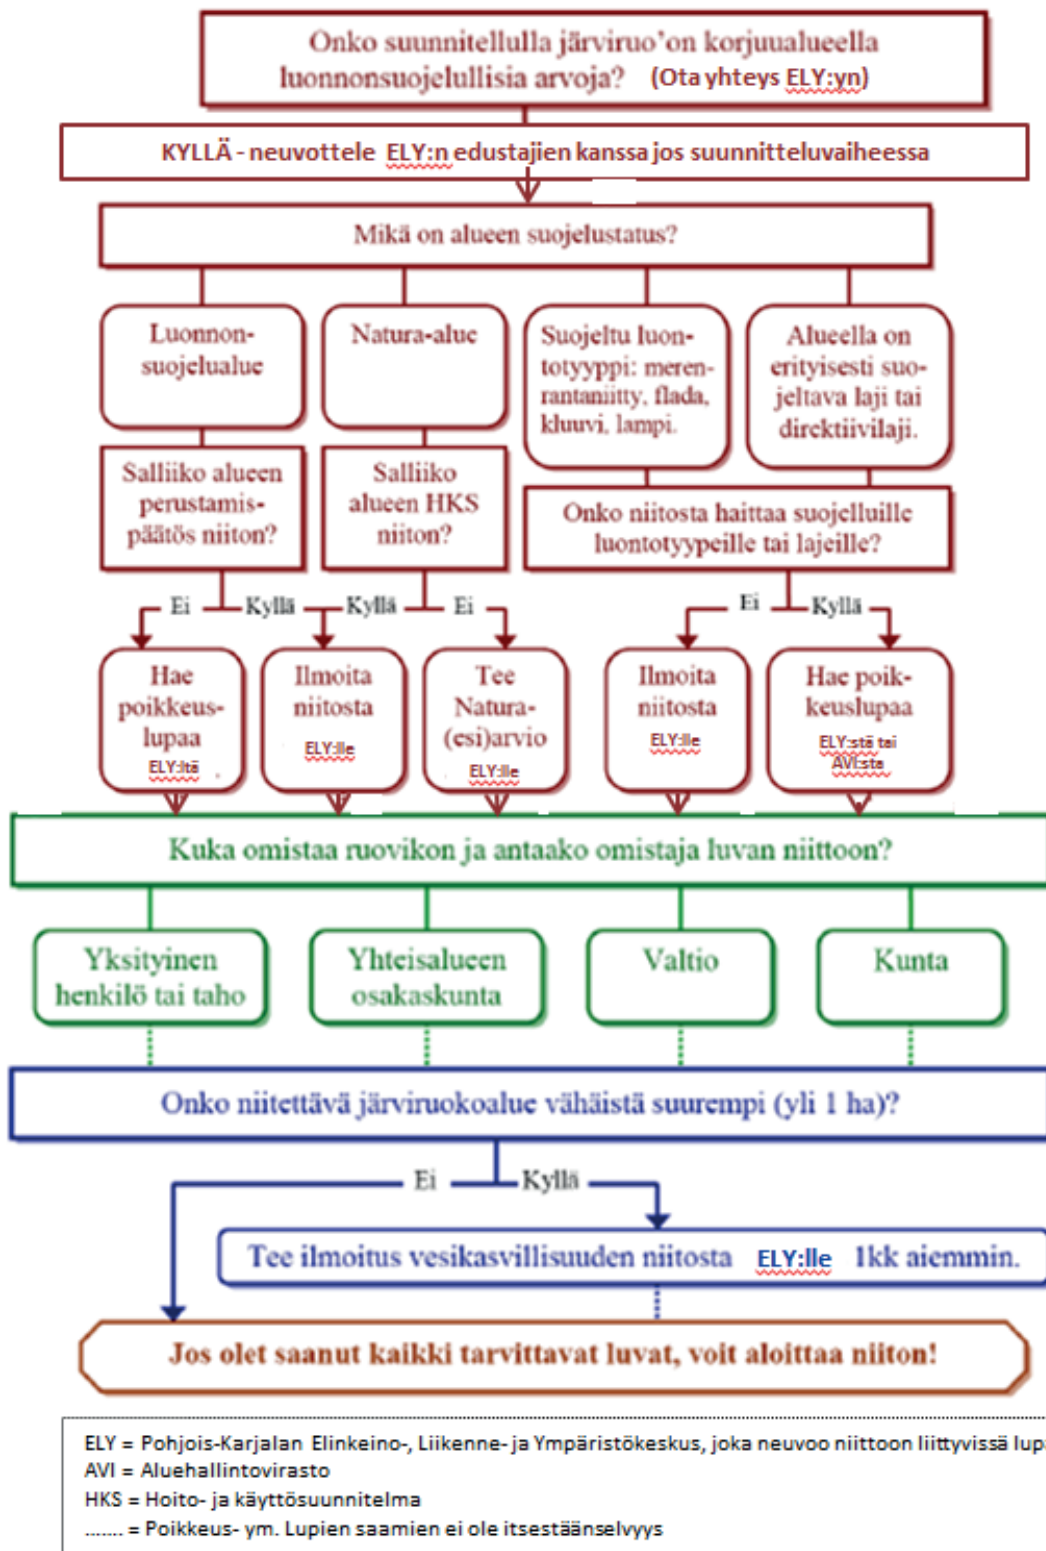 Onko suunnitellulla järviruo'on korjuualueella
luonnonsuojelullisia arvoja? (Ota yhteys ELY:yn)
KYLLÄ - neuvottele ELY:n edustajien kanssa jos suunnitteluvaiheessa
Mikä on alueen suojelustatus?
Luonnon-
suojelualue
Natura-alue
Suojeltu luon-
totyyppi: meren-
rantaniitty, flada,
kluuvi, lampi.
Alueella on
erityisesti suo-
jeltava laji tai
direktiivilaji.
Salliiko alueen
perustamis-
päätös niiton?
Salliiko
alueen HKS
niiton?
Onko niitosta haittaa suojelluille
luontotyypeille tai lajeille?
Ei Kyllä Kyllä Ei Ei Kyllä
Hae
poikkeus-
lupaa
ELY:ltä
Ilmoita
niitosta
ELY:lle
Tee
Natura-
(esi)arvio
ELY:lle
Ilmoita
niitosta
ELY:lle
Hae poik-
keuslupaa
ELY:stä tai
AVI:sta
Kuka omistaa ruovikon ja antaako omistaja luvan niittoon?
Yksityinen
henkilö tai taho
Yhteisalueen
osakaskunta
Valtio
Kunta
Onko niitettävä järviruokoalue vähäistä suurempi (yli 1 ha)?
Ei Kyllä
Tee ilmoitus vesikasvillisuuden niitosta ELY:lle 1kk aiemmin.
Jos olet saanut kaikki tarvittavat luvat, voit aloittaa niiton!
ELY = Pohjois-Karjalan Elinkeino-, Liikenne- ja Ympäristökeskus, joka neuvoo niittoon liittyvissä
AVI = Aluehallintovirasto
HKS = Hoito- ja käyttösuunnitelma
....... = Poikkeus- ym. Lupien saamien ei ole itsestäänselvyys